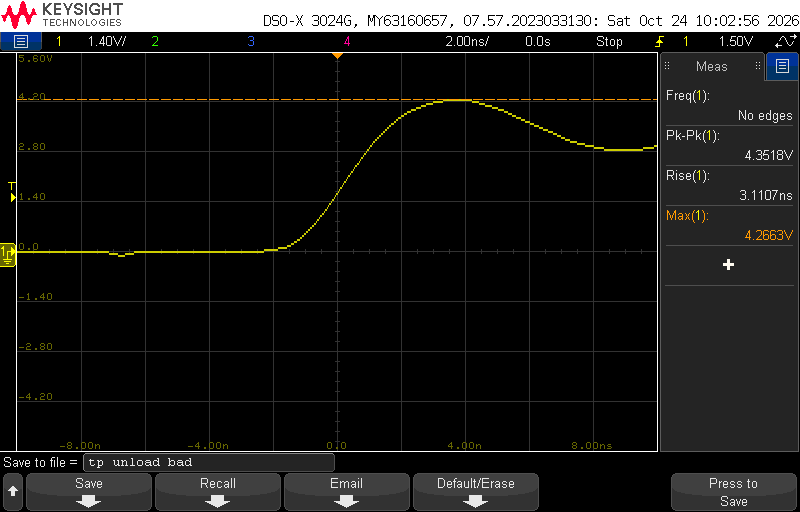 KEYSIGHT
TECHNOLOGIES
DSO-X 3024G, MY63160657, 07.57.2023033130: Sat Oct 24 10:02:56 2026
1 1.40V/ 2 3 4 2.00ns/ 0.0s Stop 1 1.50V
5.60V
4.20
2.80
T
1.40
0.0
1
-1.40
-2.80
-4.20
-8.00n -4.00n 0.0 4.00n 8.00ns
Meas
Freq(1):
No edges
Pk-Pk(1):
4.3518V
Rise(1):
3.1107ns
Max(1):
4.2663V
+
Save to file = tp unload bad
Save Recall Email Default/Erase Press to
Save